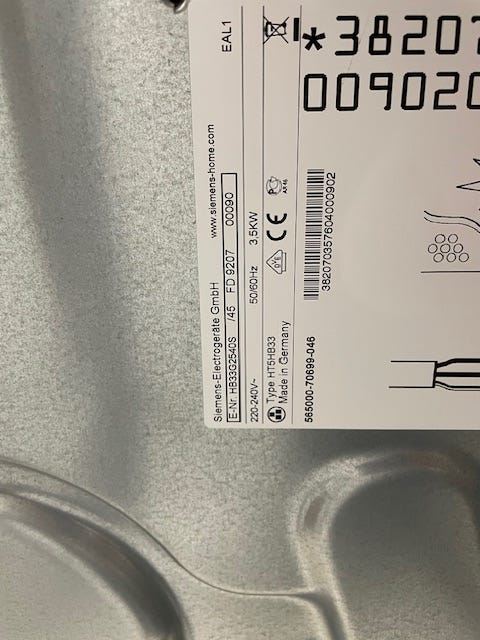 Siemens-Electrogeräte GmbH www.siemens-home.com EAL1
E-Nr. HB33G2540S /45 FD 9207 00090
220-240V~ 50/60Hz 3,5KW
Type HT5HB33
Made in Germany
565000-70699-046
382070357604000902
*38207
009020